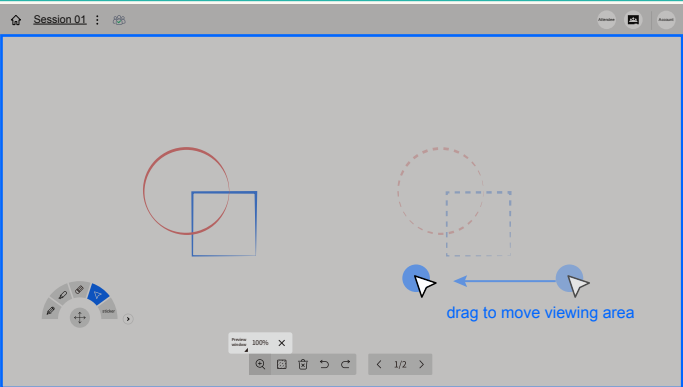 Session 01
Attendee
Account
sticker
drag to move viewing area
Preview
window
100%
1/2